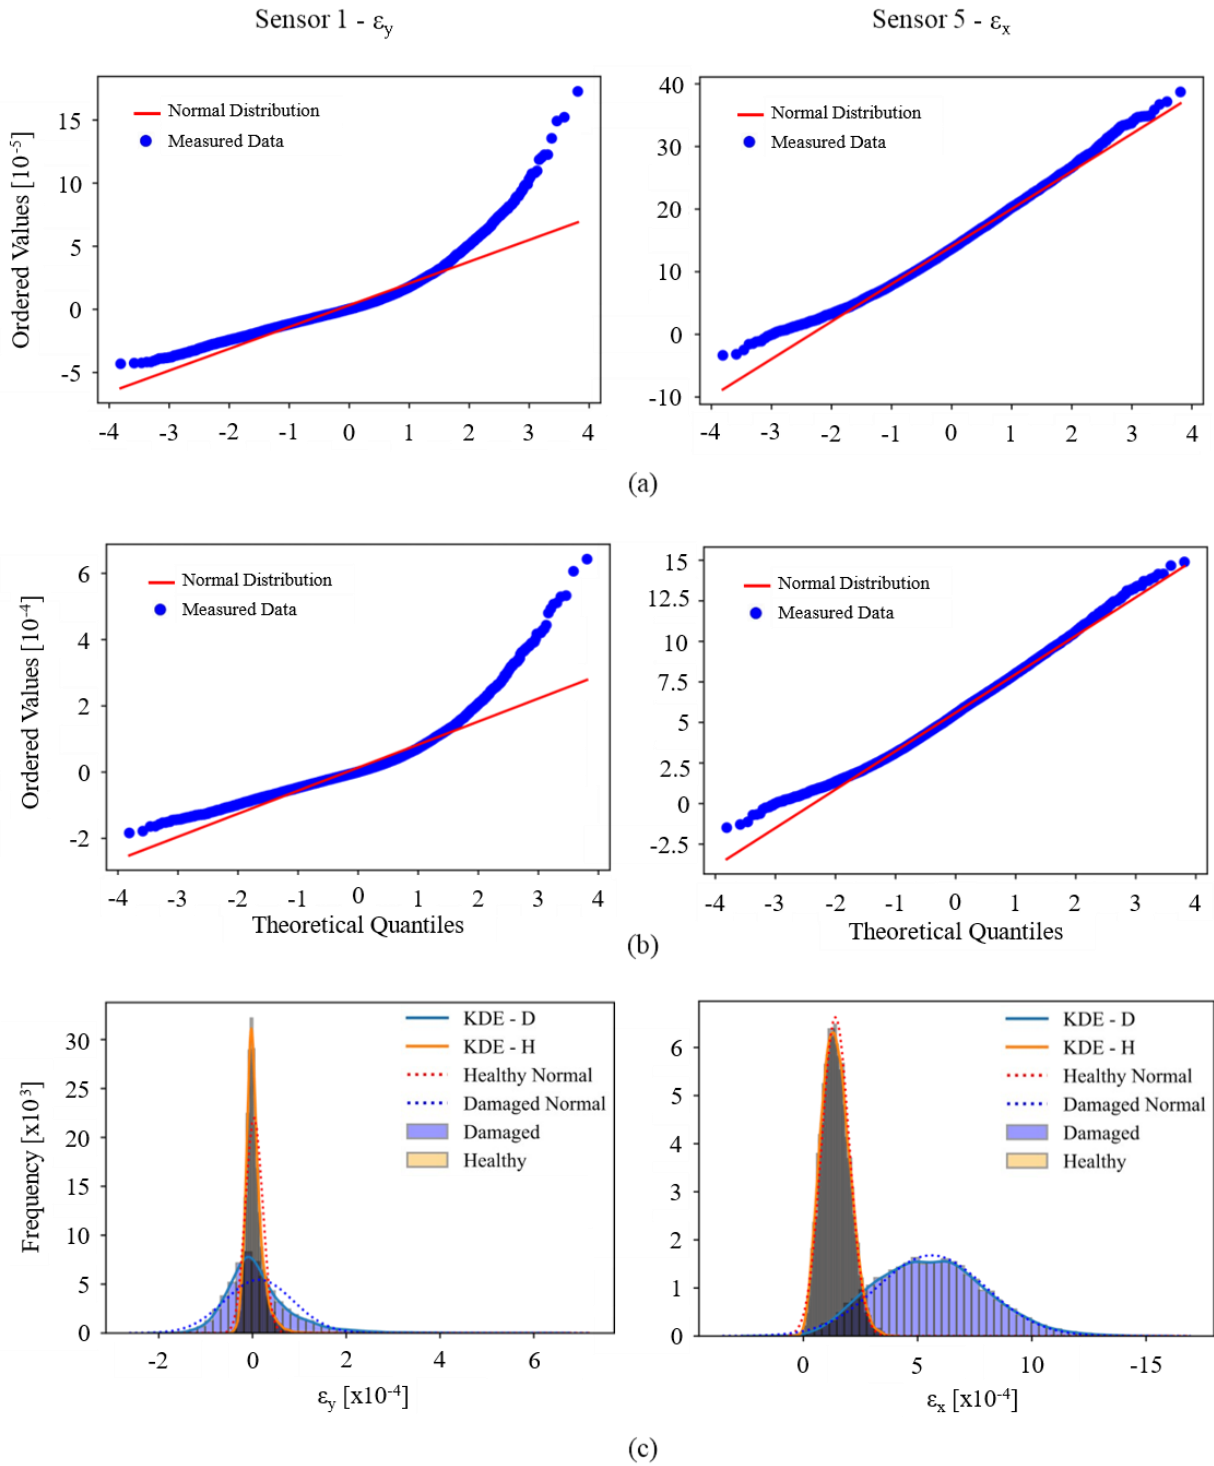 Sensor 1 - εy
Sensor 5 - εx
Ordered Values [10-5]
15
10
5
0
-5
Normal Distribution
Measured Data
-4 -3 -2 -1 0 1 2 3 4
40
30
20
10
0
-10
Normal Distribution
Measured Data
-4 -3 -2 -1 0 1 2 3 4
(a)
Ordered Values [10-4]
6
4
2
0
-2
Normal Distribution
Measured Data
-4 -3 -2 -1 0 1 2 3 4
Theoretical Quantiles
15
12.5
10
7.5
5
2.5
0
-2.5
Normal Distribution
Measured Data
-4 -3 -2 -1 0 1 2 3 4
Theoretical Quantiles
(b)
Frequency [x103]
30
25
20
15
10
5
0
KDE - D
KDE - H
Healthy Normal
Damaged Normal
Damaged
Healthy
-2 0 2 4 6
εy [x10-4]
6
5
4
3
2
1
0
KDE - D
KDE - H
Healthy Normal
Damaged Normal
Damaged
Healthy
0 5 10 -15
εx [x10-4]
(c)